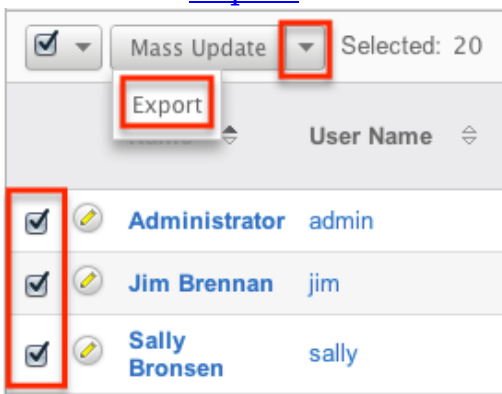 Mass Update Selected: 20
Export
User Name
Administrator admin
Jim Brennan jim
Sally
Bronsen sally